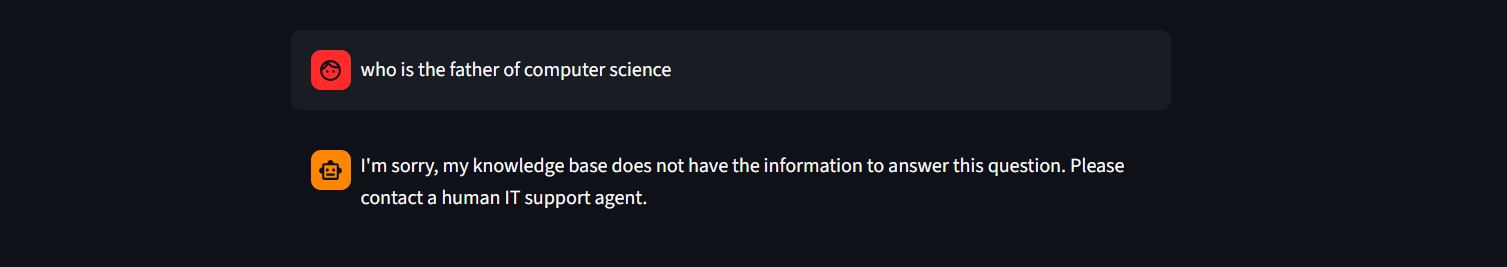 who is the father of computer science
I'm sorry, my knowledge base does not have the information to answer this question. Please
contact a human IT support agent.